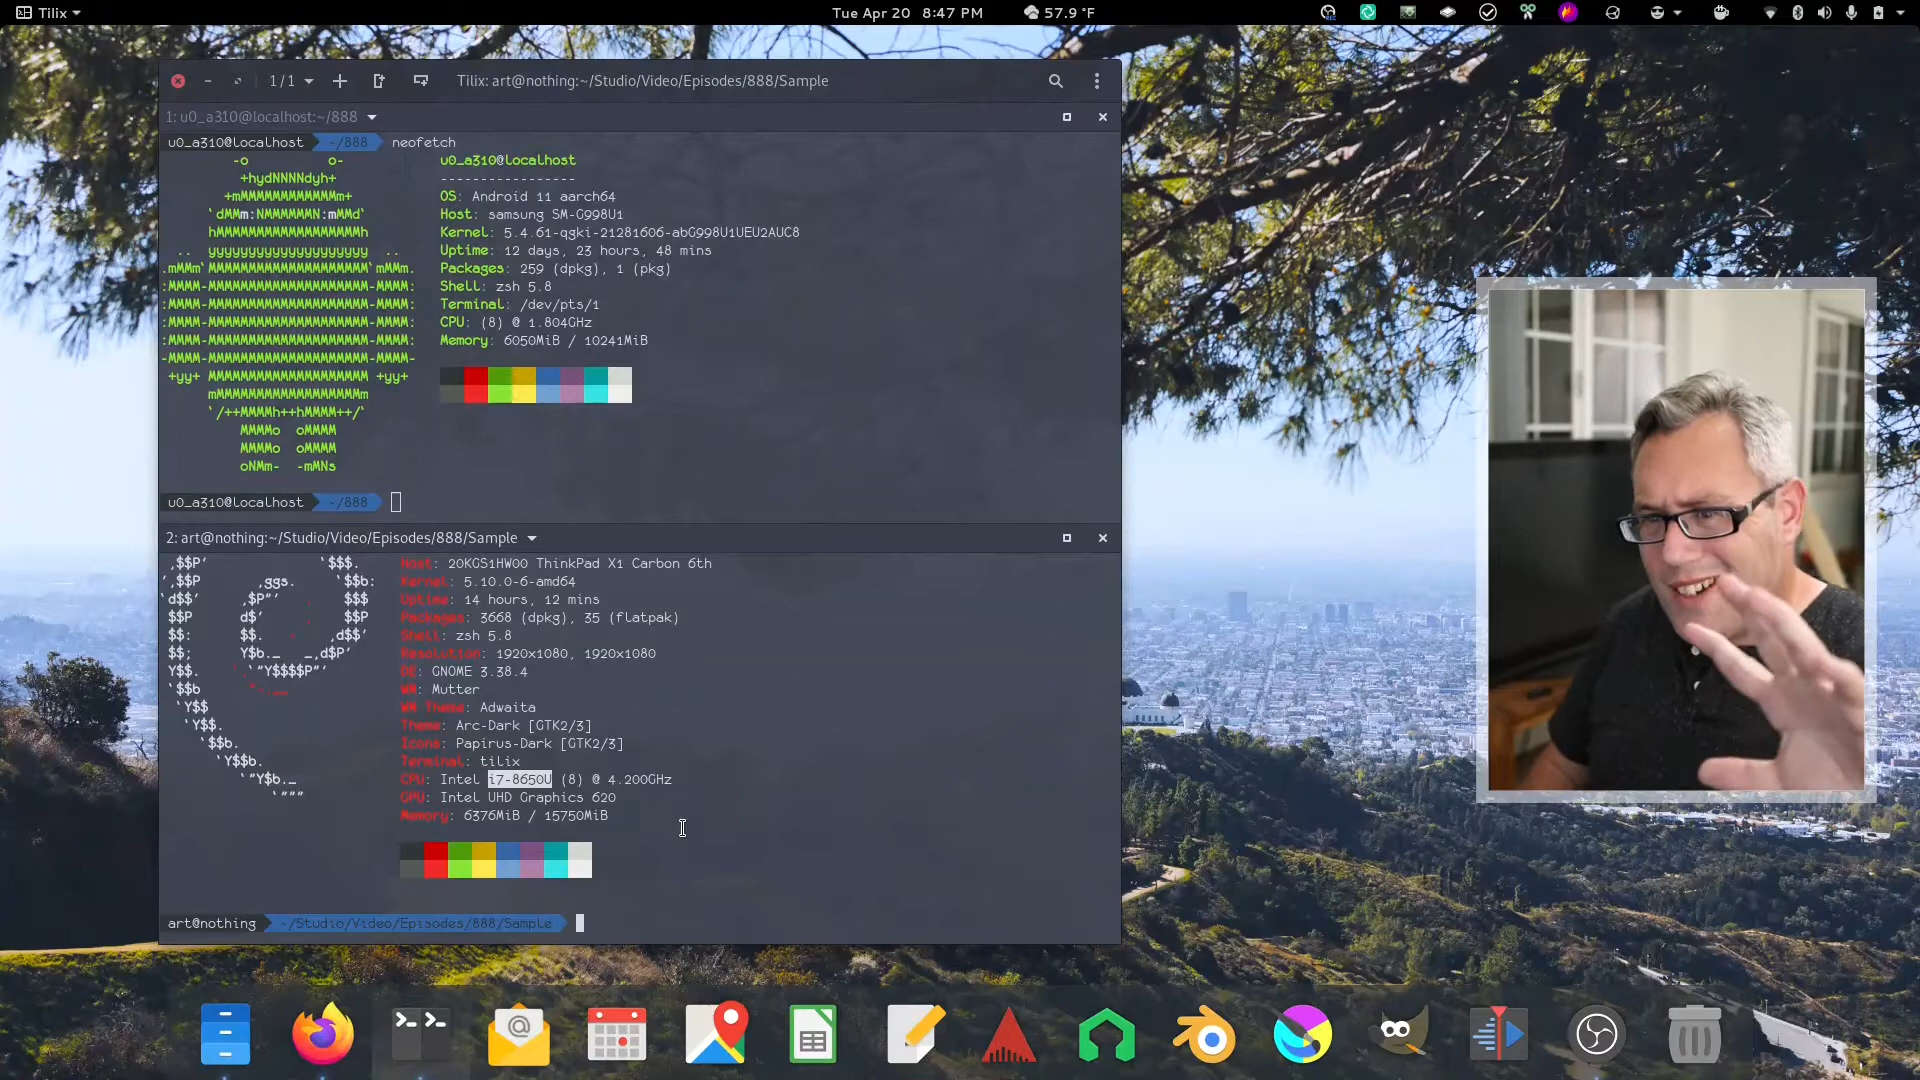 Tilix
Tue Apr 20 8:47 PM
57.9 °F
1 / 1
Tilix: art@nothing:~/Studio/Video/Episodes/888/Sample
1: u0_a310@localhost:~/888
u0_a310@localhost ~/888 neofetch
u0_a310@localhost
-----------------
OS: Android 11 aarch64
Host: samsung SM-G998U1
Kernel: 5.4.61-qgki-21281606-abG998U1UEU2AUC8
Uptime: 12 days, 23 hours, 48 mins
Packages: 259 (dpkg), 1 (pkg)
Shell: zsh 5.8
Terminal: /dev/pts/1
CPU: (8) @ 1.804GHz
Memory: 6050MiB / 10241MiB
u0_a310@localhost ~/888
2: art@nothing:~/Studio/Video/Episodes/888/Sample
Host: 20KGS1HW00 ThinkPad X1 Carbon 6th
Kernel: 5.10.0-6-amd64
Uptime: 14 hours, 12 mins
Packages: 3668 (dpkg), 35 (flatpak)
Shell: zsh 5.8
Resolution: 1920x1080, 1920x1080
DE: GNOME 3.38.4
WM: Mutter
WM Theme: Adwaita
Theme: Arc-Dark [GTK2/3]
Icons: Papirus-Dark [GTK2/3]
Terminal: tilix
CPU: Intel i7-8650U (8) @ 4.200GHz
GPU: Intel UHD Graphics 620
Memory: 6376MiB / 15750MiB
art@nothing ~/Studio/Video/Episodes/888/Sample